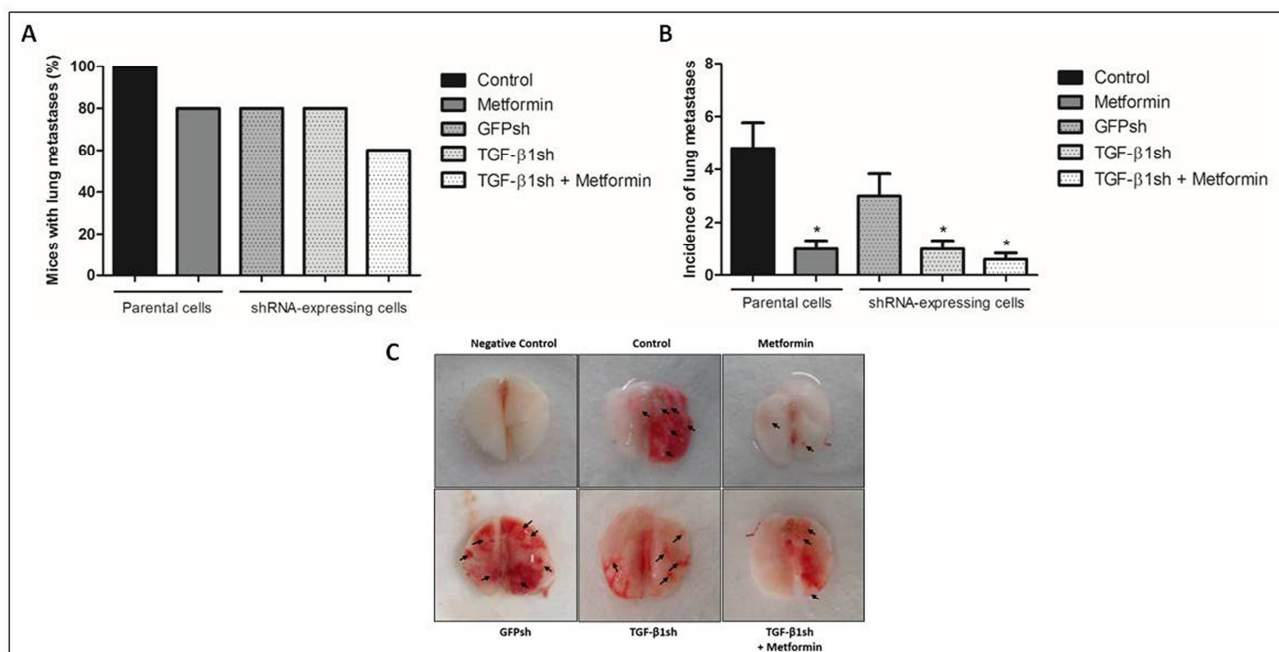 A
Mices with lung metastases (%)
100
80
60
40
20
0
Parental cells
shRNA-expressing cells
Control
Metformin
GFPsh
TGF-β1sh
TGF-β1sh + Metformin
B
Incidence of lung metastases
8
6
4
2
0
*
*
*
Parental cells
shRNA-expressing cells
Control
Metformin
GFPsh
TGF-β1sh
TGF-β1sh + Metformin
C
Negative Control
Control
Metformin
GFPsh
TGF-β1sh
TGF-β1sh
+ Metformin